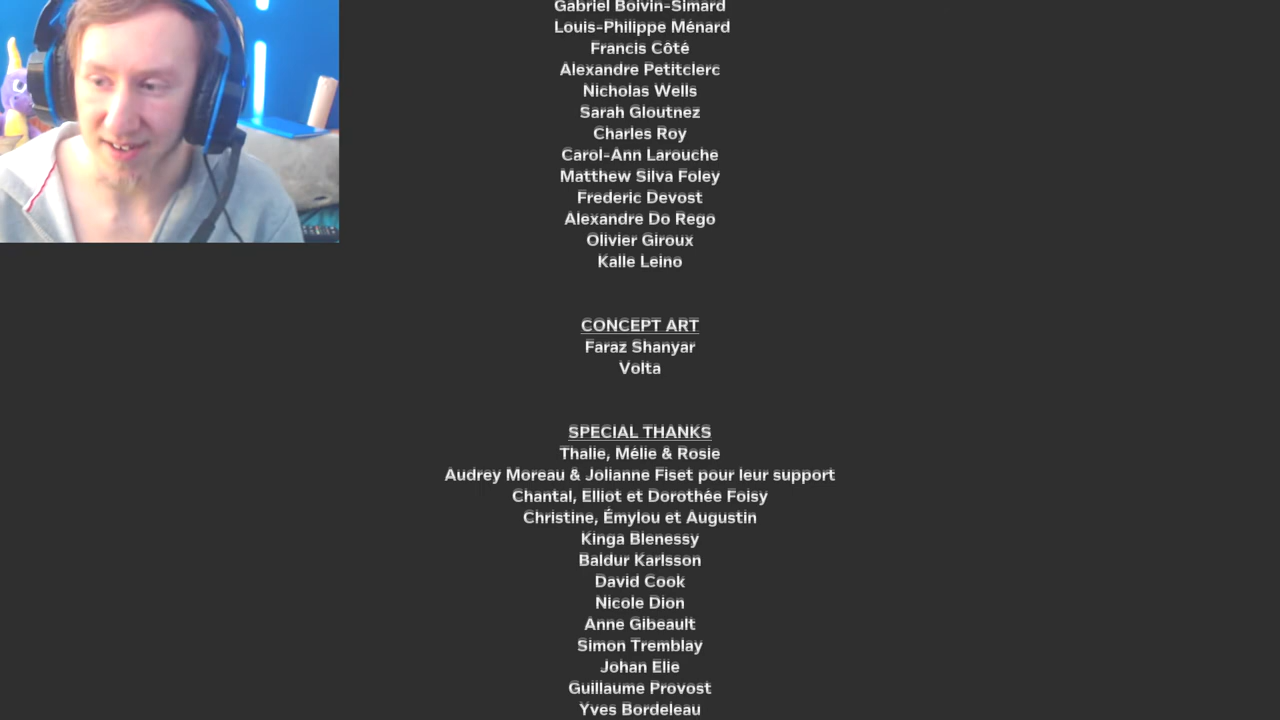 Gabriel Boivin-Simard
Louis-Philippe Ménard
Francis Côté
Alexandre Petitclerc
Nicholas Wells
Sarah Gloutnez
Charles Roy
Carol-Ann Larouche
Matthew Silva Foley
Frederic Devost
Alexandre Do Rego
Olivier Giroux
Kalle Leino
CONCEPT ART
Faraz Shanyar
Volta
SPECIAL THANKS
Thalie, Mélie & Rosie
Audrey Moreau & Jolianne Fiset pour leur support
Chantal, Elliot et Dorothée Foisy
Christine, Émylou et Augustin
Kinga Blenessy
Baldur Karlsson
David Cook
Nicole Dion
Anne Gibeault
Simon Tremblay
Johan Elie
Guillaume Provost
Yves Bordeleau